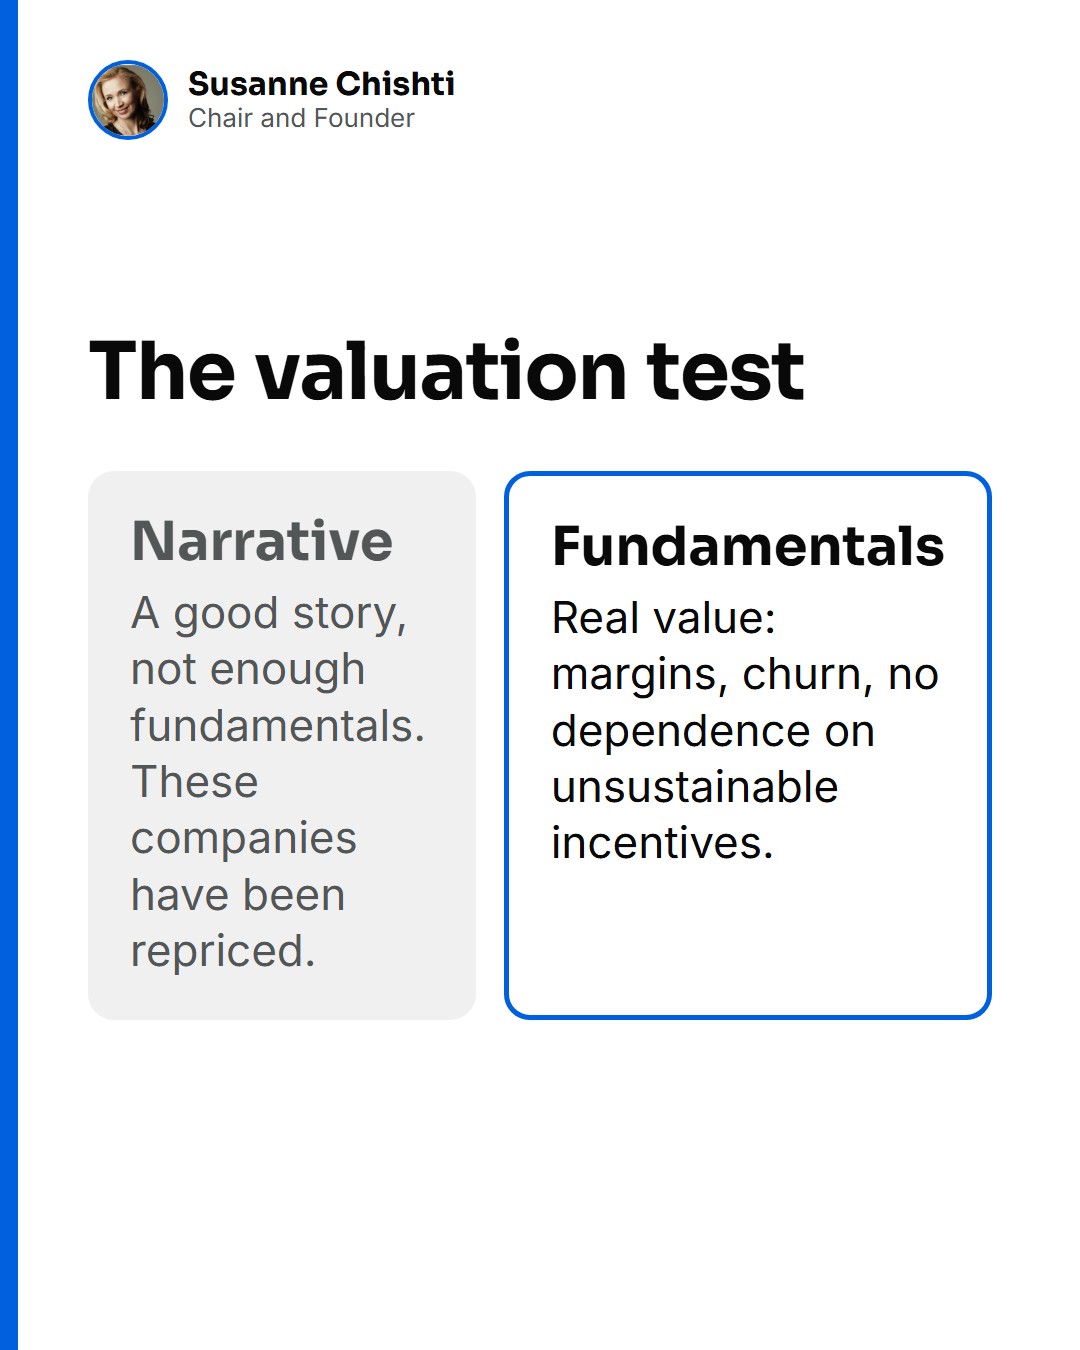 Susanne Chishti
Chair and Founder
The valuation test
Narrative
A good story,
not enough
fundamentals.
These
companies
have been
repriced.
Fundamentals
Real value:
margins, churn, no
dependence on
unsustainable
incentives.